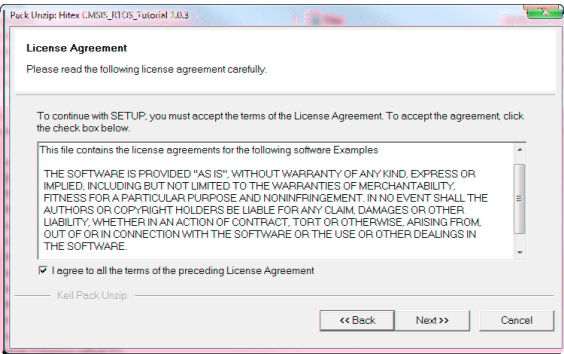 Pack Unzip: Hitex CMSIS_RTOS_Tutorial 1.0.3
License Agreement
Please read the following license agreement carefully.
To continue with SETUP, you must accept the terms of the License Agreement. To accept the agreement, click
the check box below.
This file contains the license agreements for the following software Examples
THE SOFTWARE IS PROVIDED "AS IS", WITHOUT WARRANTY OF ANY KIND, EXPRESS OR
IMPLIED, INCLUDING BUT NOT LIMITED TO THE WARRANTIES OF MERCHANTABILITY,
FITNESS FOR A PARTICULAR PURPOSE AND NONINFRINGEMENT. IN NO EVENT SHALL THE
AUTHORS OR COPYRIGHT HOLDERS BE LIABLE FOR ANY CLAIM, DAMAGES OR OTHER
LIABILITY, WHETHER IN AN ACTION OF CONTRACT, TORT OR OTHERWISE, ARISING FROM,
OUT OF OR IN CONNECTION WITH THE SOFTWARE OR THE USE OR OTHER DEALINGS IN
THE SOFTWARE.
I agree to all the terms of the preceding License Agreement
Keil Pack Unzip
<< Back Next >> Cancel